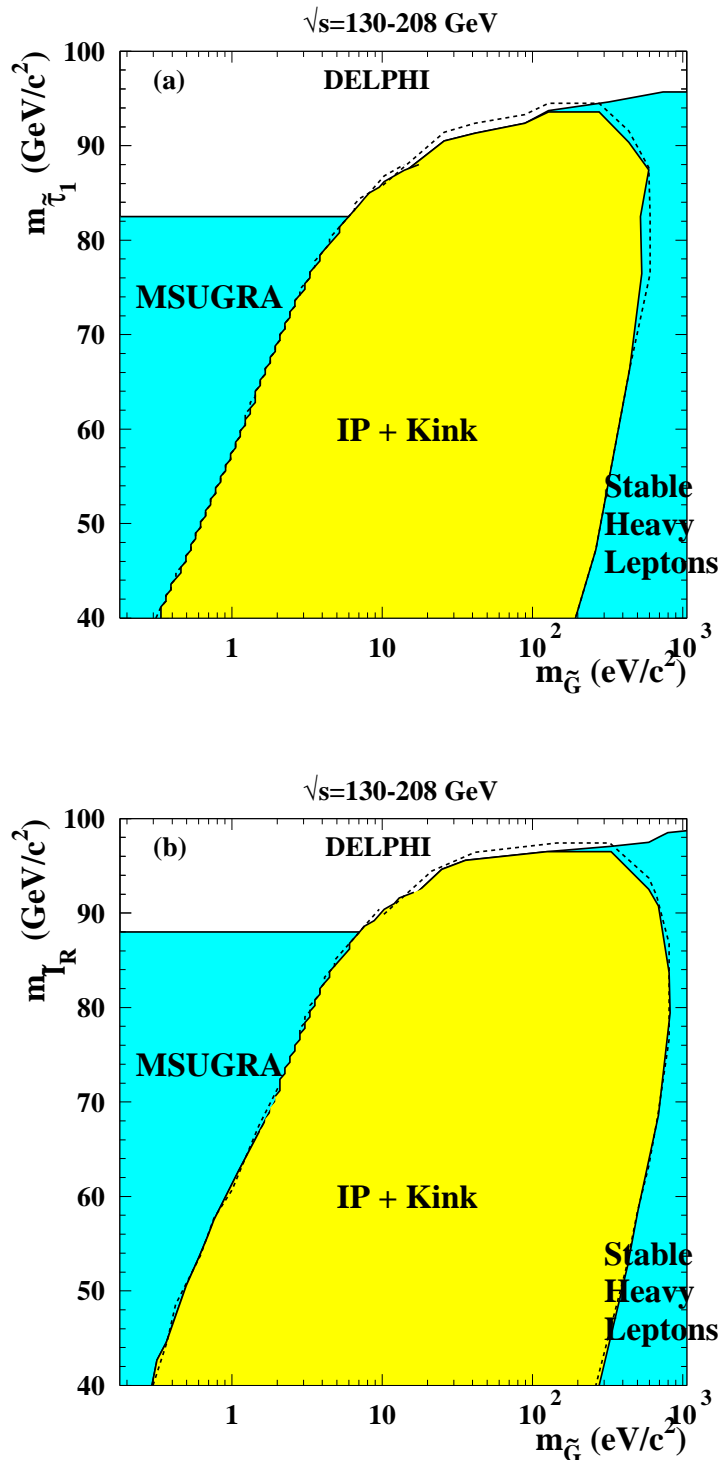 √s=130-208 GeV
m_τ̃₁ (GeV/c²)
100
(a)
DELPHI
90
80
MSUGRA
70
60
IP + Kink
Stable
50
Heavy
Leptons
40
1
10
10²
10³
m_G̃ (eV/c²)
√s=130-208 GeV
m_l̃_R (GeV/c²)
100
(b)
DELPHI
90
80
MSUGRA
70
60
IP + Kink
Stable
50
Heavy
Leptons
40
1
10
10²
10³
m_G̃ (eV/c²)